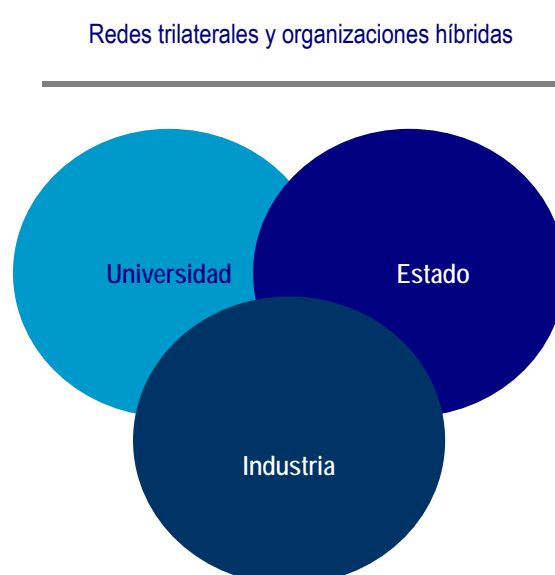 Redes trilaterales y organizaciones híbridas
Universidad
Estado
Industria